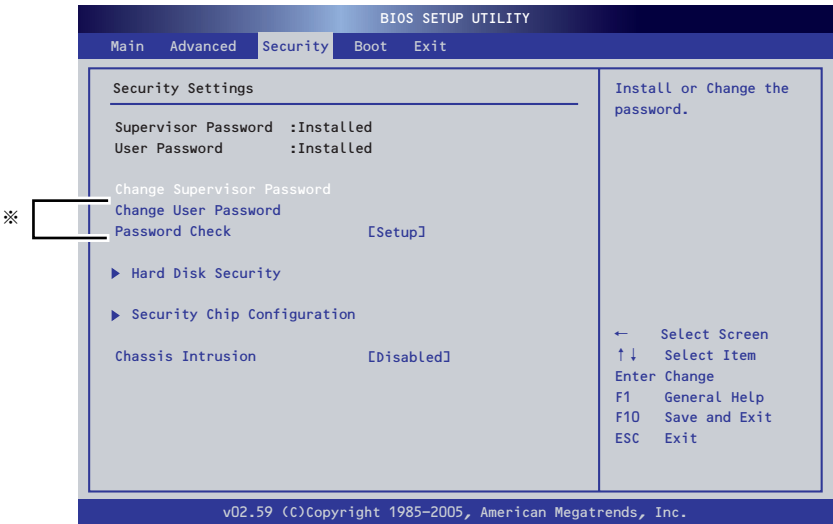 BIOS SETUP UTILITY
Main Advanced Security Boot Exit
Security Settings
Supervisor Password :Installed
User Password :Installed
Change Supervisor Password
Change User Password
Password Check [Setup]
▶ Hard Disk Security
▶ Security Chip Configuration
Chassis Intrusion [Disabled]
※
Install or Change the
password.
← Select Screen
↑↓ Select Item
Enter Change
F1 General Help
F10 Save and Exit
ESC Exit
v02.59 (C)Copyright 1985-2005, American Megatrends, Inc.